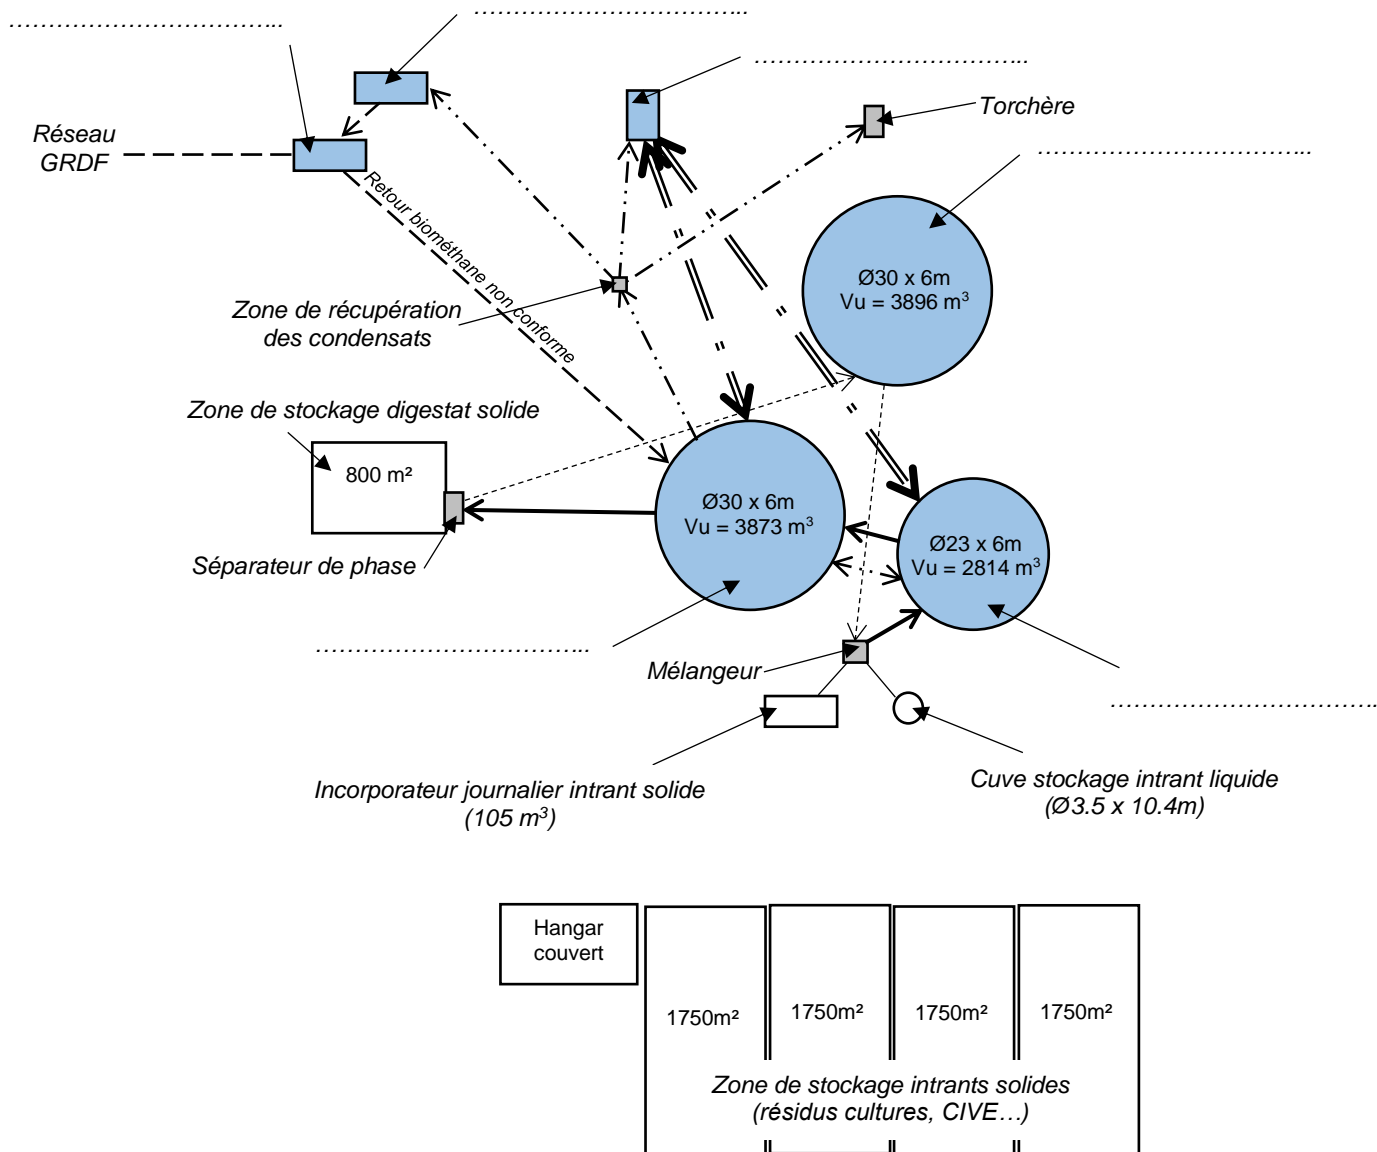 …………………………….
…………………………….
…………………………….
Torchère
Réseau
GRDF
…………………………….
Retour biométhane non conforme
Ø30 x 6m
Vu = 3896 m³
Zone de récupération
des condensats
Zone de stockage digestat solide
800 m²
Ø30 x 6m
Vu = 3873 m³
Ø23 x 6m
Vu = 2814 m³
Séparateur de phase
…………………………….
Mélangeur
…………………………….
Incorporateur journalier intrant solide
(105 m³)
Cuve stockage intrant liquide
(Ø3.5 x 10.4m)
Hangar
couvert
1750m²
1750m²
1750m²
1750m²
Zone de stockage intrants solides
(résidus cultures, CIVE…)